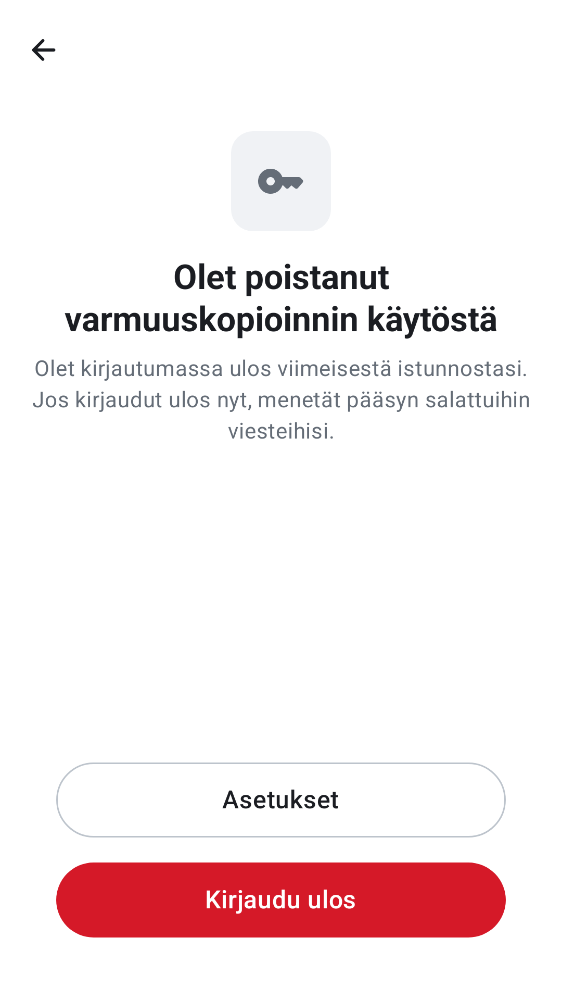 Olet poistanut
varmuuskopioinnin käytöstä
Olet kirjautumassa ulos viimeisestä istunnostasi.
Jos kirjaudut ulos nyt, menetät pääsyn salattuihin
viesteihisi.
Asetukset
Kirjaudu ulos